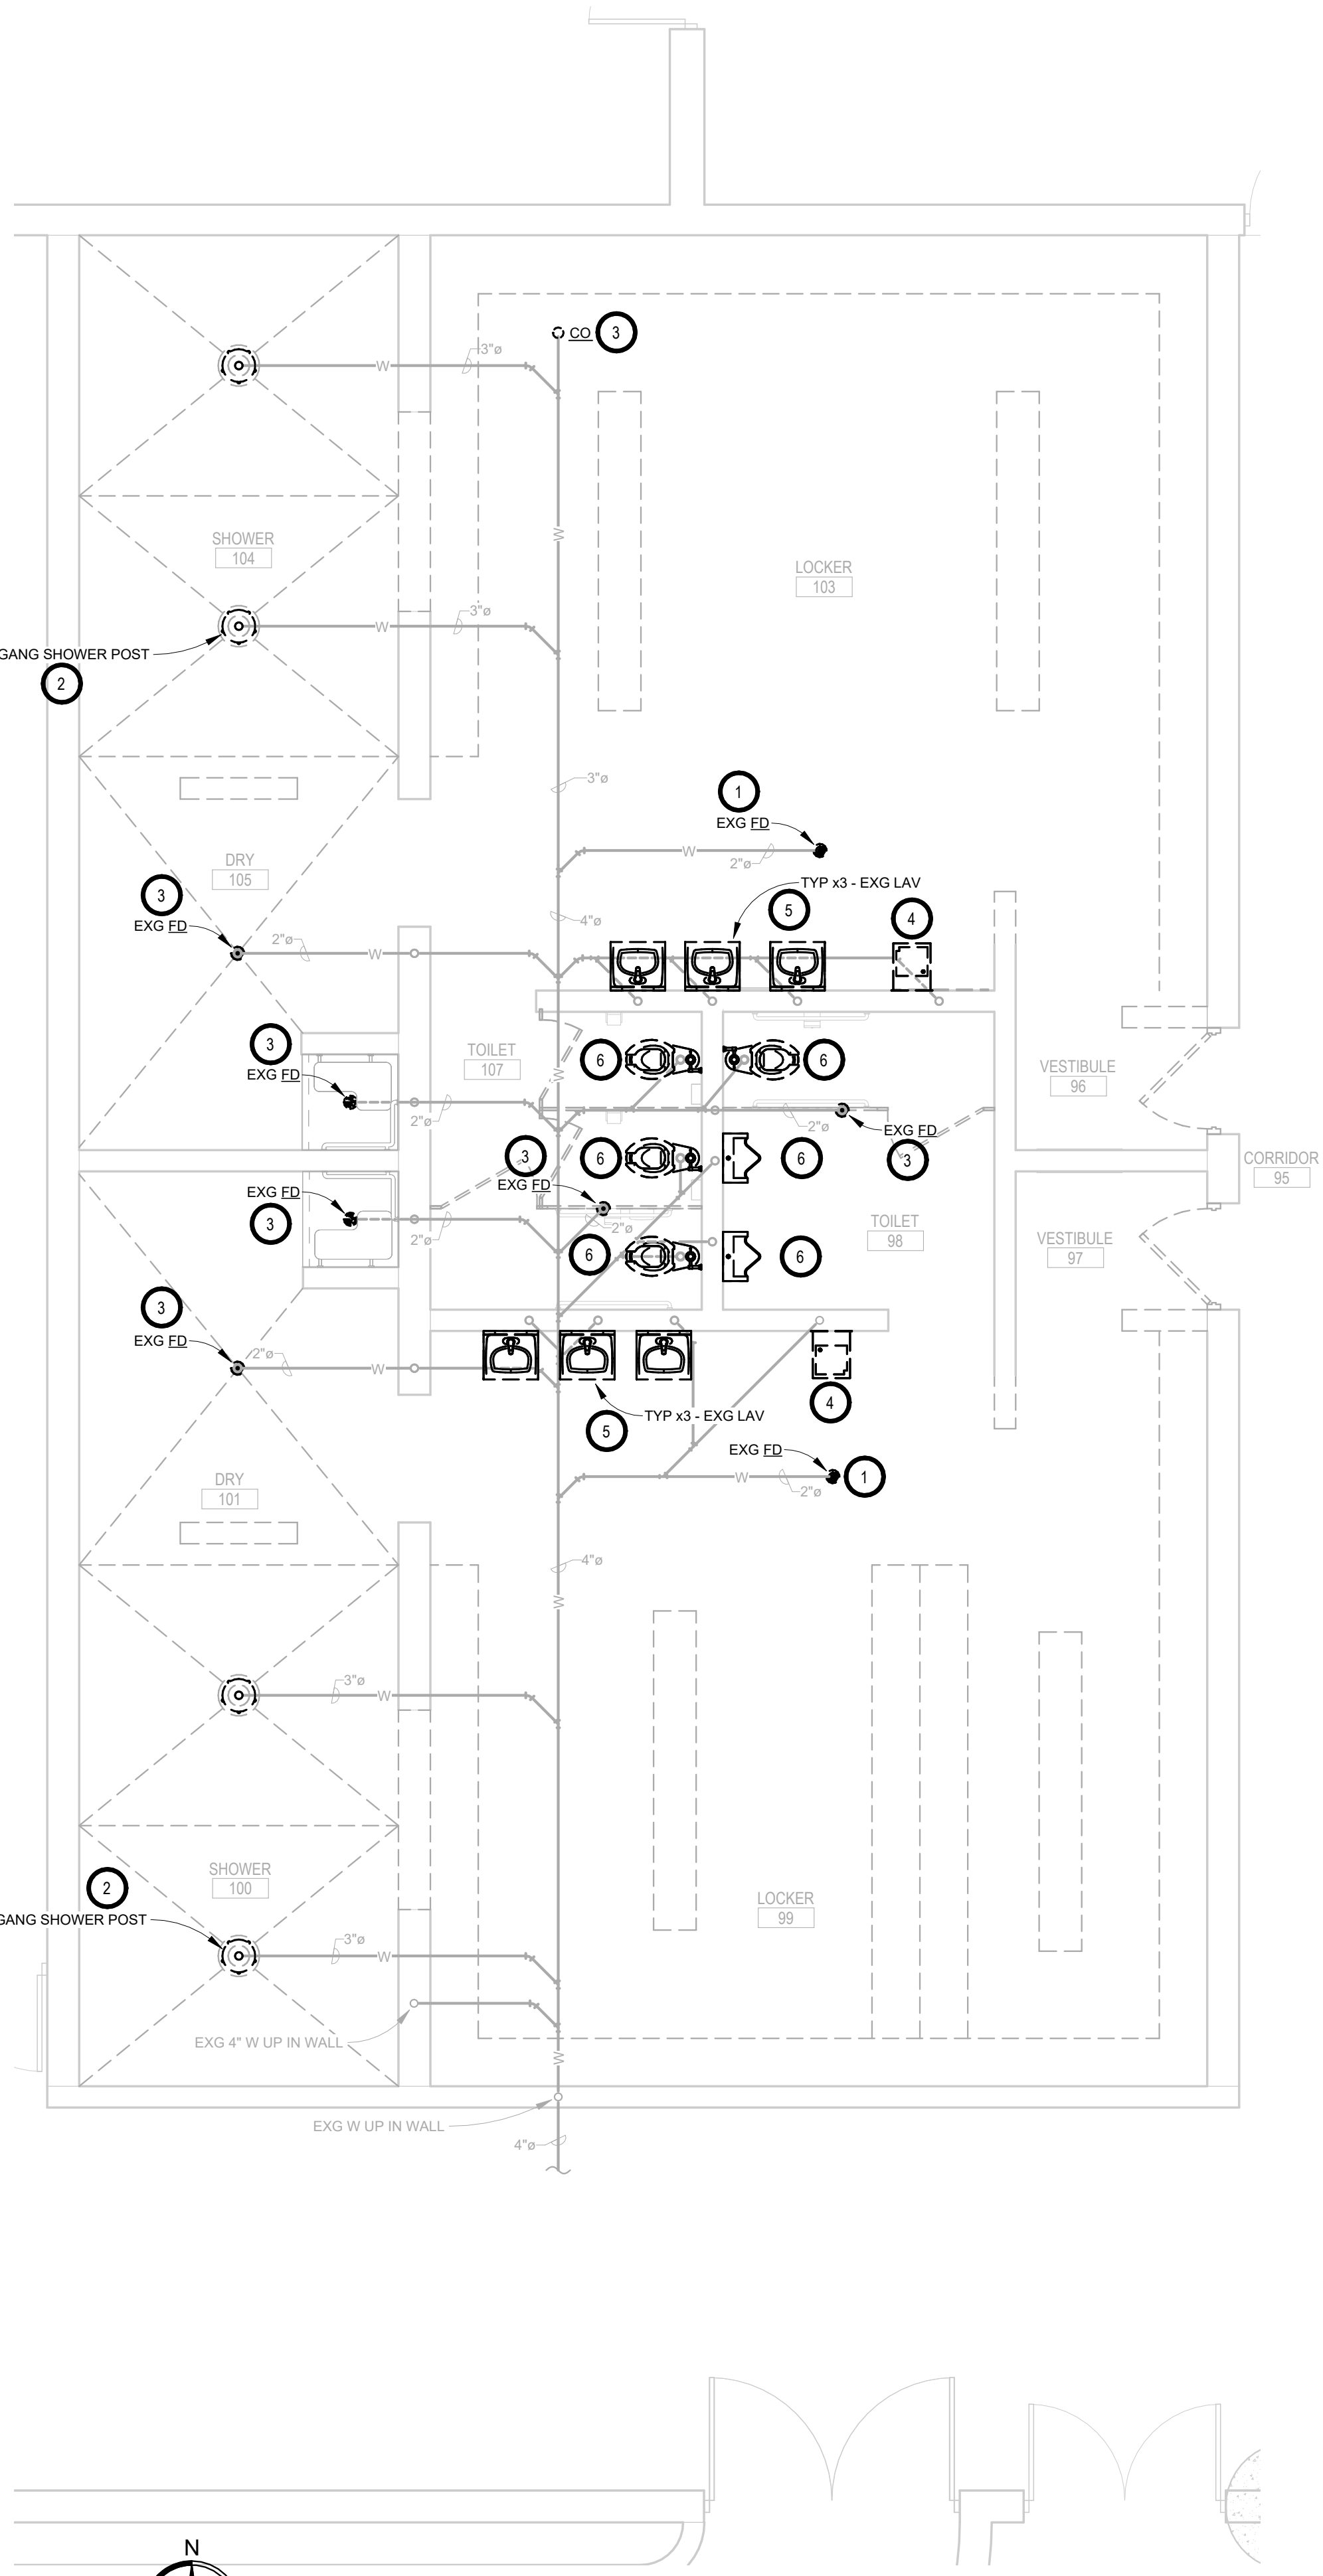 CO
3
3"ø
W
W
SHOWER
104
LOCKER
103
3"ø
W
GANG SHOWER POST
2
3"ø
1
EXG FD
W
2"ø
DRY
105
TYP x3 - EXG LAV
3
EXG FD
5
4
4"ø
2"ø
W
3
EXG FD
TOILET
107
6
6
VESTIBULE
96
W
2"ø
2"ø
EXG FD
3
3
EXG FD
6
6
CORRIDOR
95
EXG FD
3
2"ø
2"ø
TOILET
98
6
6
VESTIBULE
97
3
EXG FD
2"ø
W
4
TYP x3 - EXG LAV
5
EXG FD
1
W
2"ø
DRY
101
4"ø
W
3"ø
W
SHOWER
100
2
GANG SHOWER POST
LOCKER
99
3"ø
W
EXG 4" W UP IN WALL
W
EXG W UP IN WALL
4"ø
N